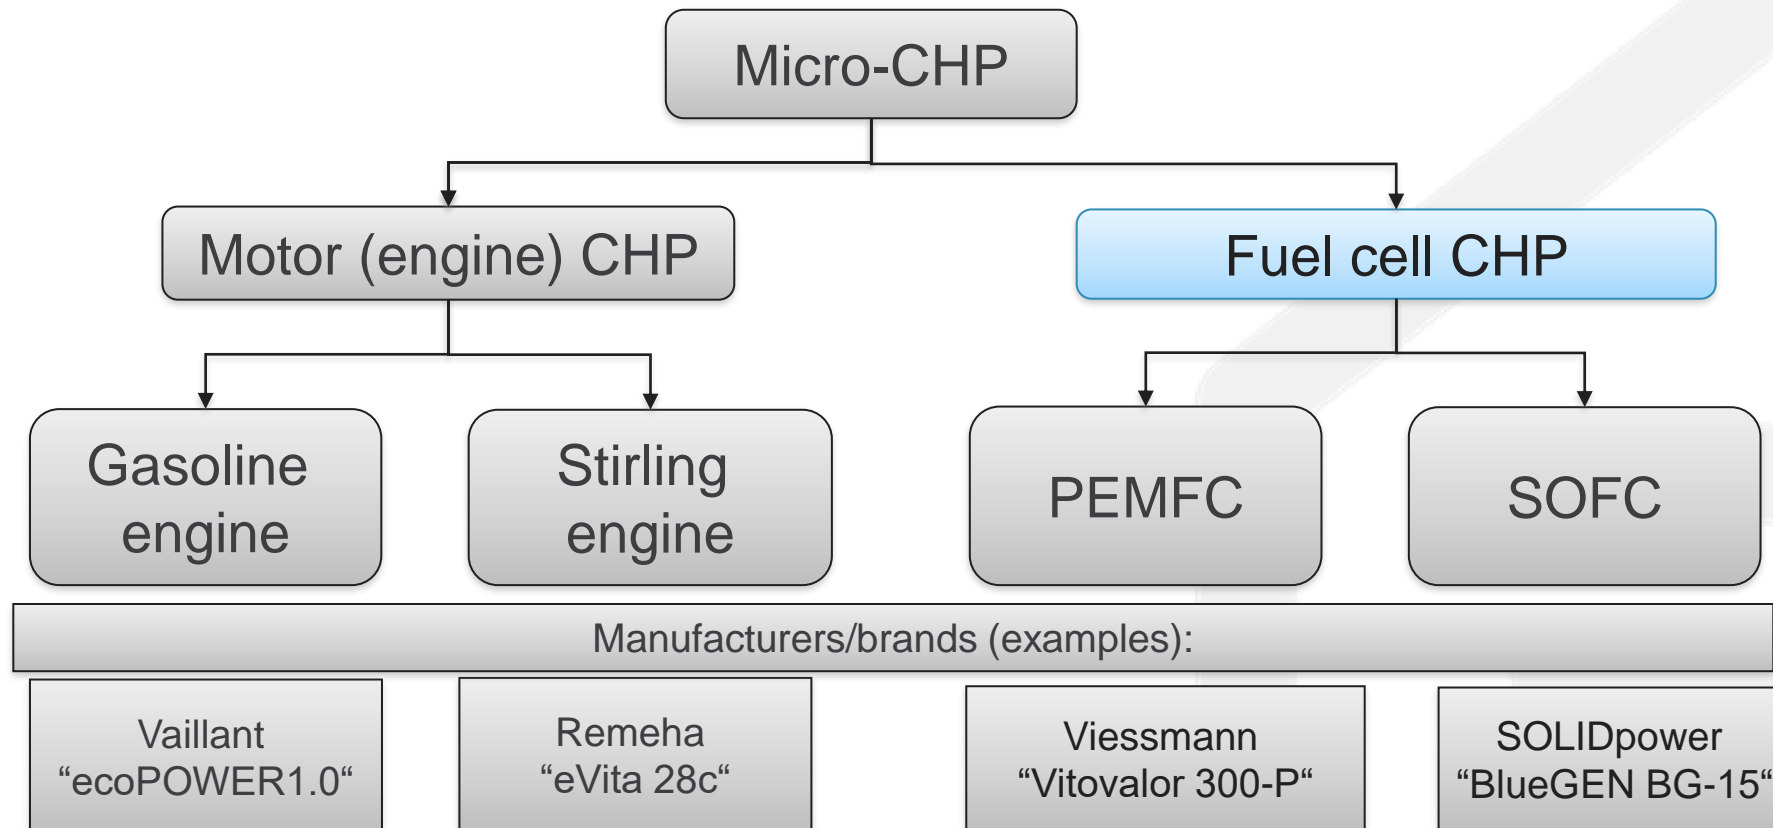 Micro-CHP
Motor (engine) CHP
Fuel cell CHP
Gasoline
engine
Stirling
engine
PEMFC
SOFC
Manufacturers/brands (examples):
Vaillant
“ecoPOWER1.0“
Remeha
“eVita 28c“
Viessmann
“Vitovalor 300-P“
SOLIDpower
“BlueGEN BG-15“